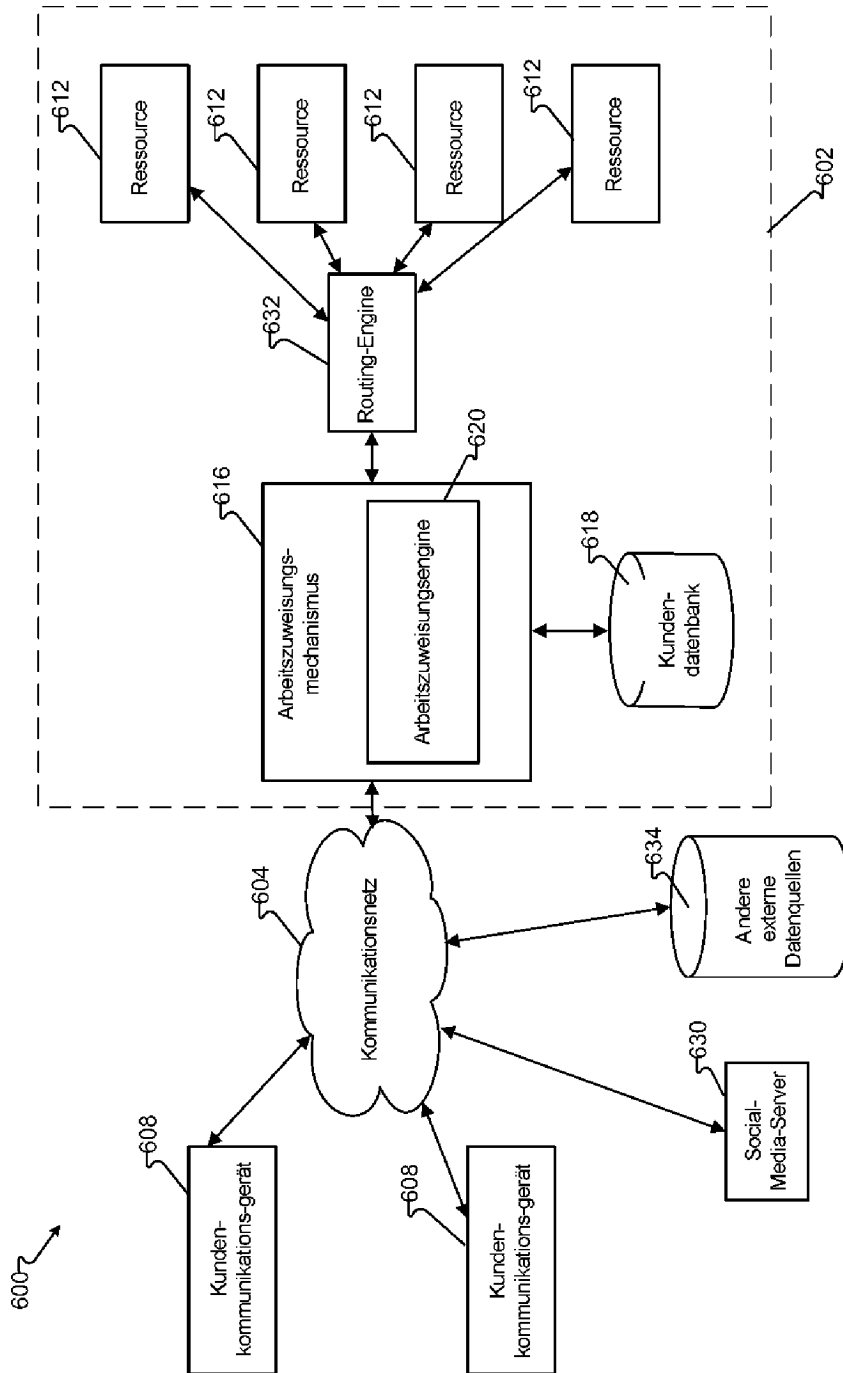 600
608
Kunden-
kommunikations-gerät
608
Kunden-
kommunikations-gerät
604
Kommunikationsnetz
630
Social-
Media-Server
634
Andere
externe
Datenquellen
616
Arbeitszuweisungs-
mechanismus
620
Arbeitszuweisungsengine
618
Kunden-
datenbank
632
Routing-Engine
612
Ressource
612
Ressource
612
Ressource
612
Ressource
602